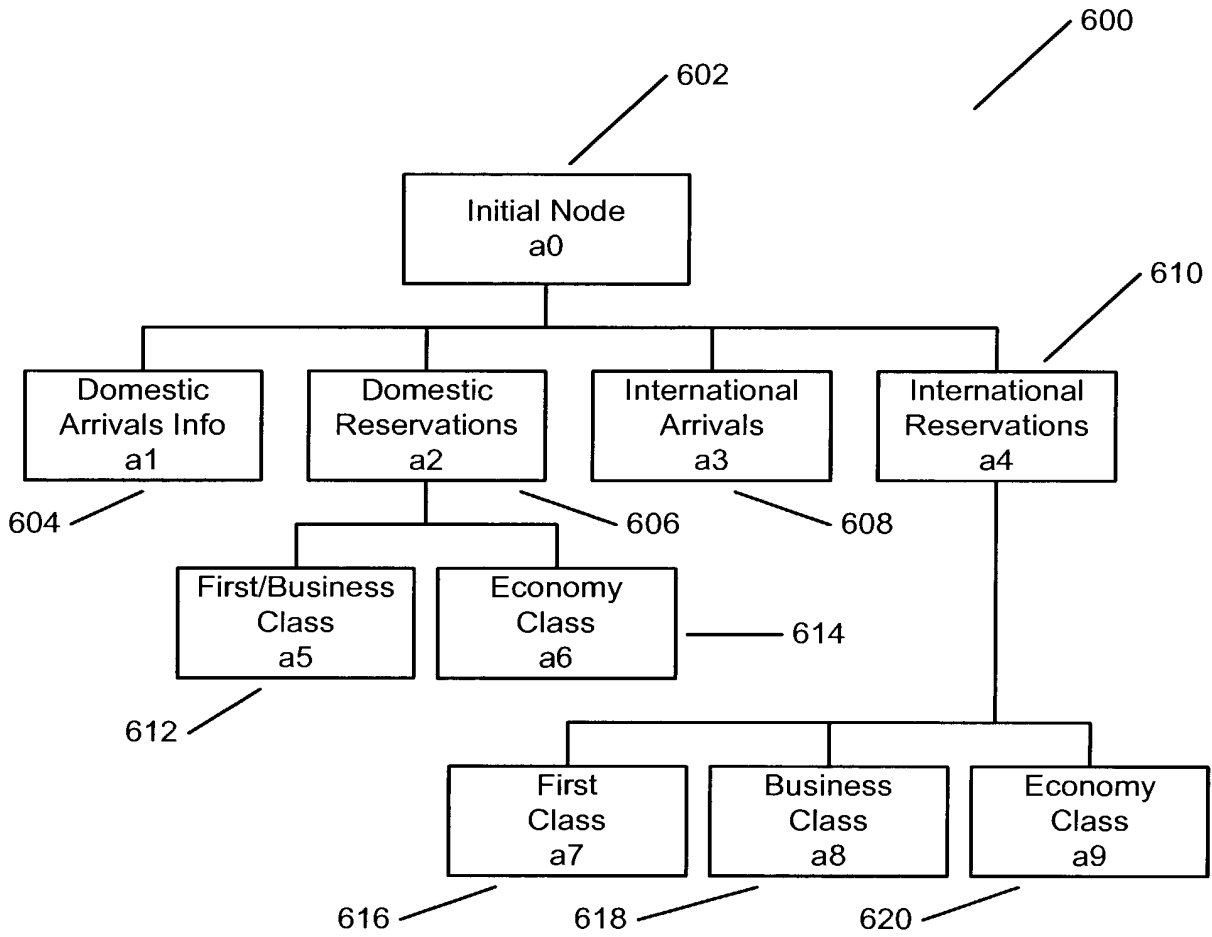 600
602
Initial Node
a0
610
Domestic
Arrivals Info
a1
Domestic
Reservations
a2
International
Arrivals
a3
International
Reservations
a4
604
606
608
First/Business
Class
a5
Economy
Class
a6
614
612
First
Class
a7
Business
Class
a8
Economy
Class
a9
616
618
620